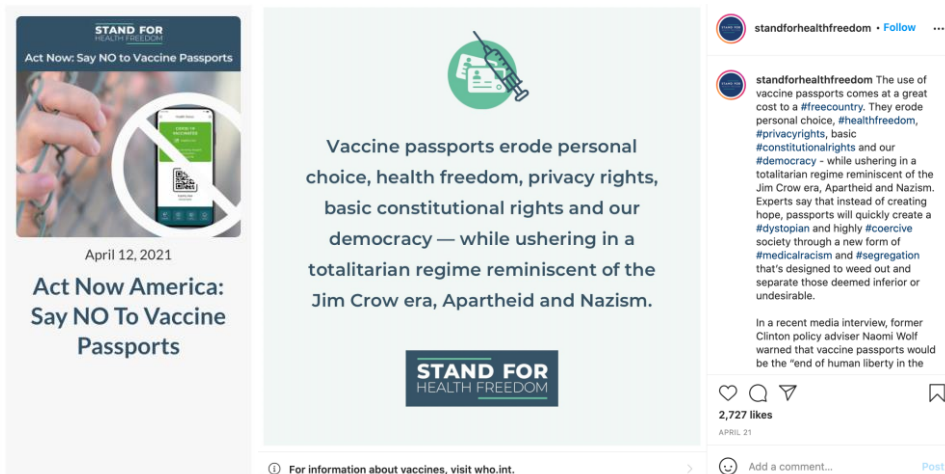 STAND FOR
HEALTH FREEDOM
Act Now: Say NO to Vaccine Passports
COVID-19
VACCINATED
April 12, 2021
Act Now America:
Say NO To Vaccine
Passports
Vaccine passports erode personal
choice, health freedom, privacy rights,
basic constitutional rights and our
democracy — while ushering in a
totalitarian regime reminiscent of the
Jim Crow era, Apartheid and Nazism.
STAND FOR
HEALTH FREEDOM
For information about vaccines, visit who.int.
standforhealthfreedom • Follow
standforhealthfreedom The use of
vaccine passports comes at a great
cost to a #freecountry. They erode
personal choice, #healthfreedom,
#privacyrights, basic
#constitutionalrights and our
#democracy - while ushering in a
totalitarian regime reminiscent of the
Jim Crow era, Apartheid and Nazism.
Experts say that instead of creating
hope, passports will quickly create a
#dystopian and highly #coercive
society through a new form of
#medicalracism and #segregation
that's designed to weed out and
separate those deemed inferior or
undesirable.
In a recent media interview, former
Clinton policy adviser Naomi Wolf
warned that vaccine passports would
be the “end of human liberty in the
2,727 likes
APRIL 21
Add a comment...
Post